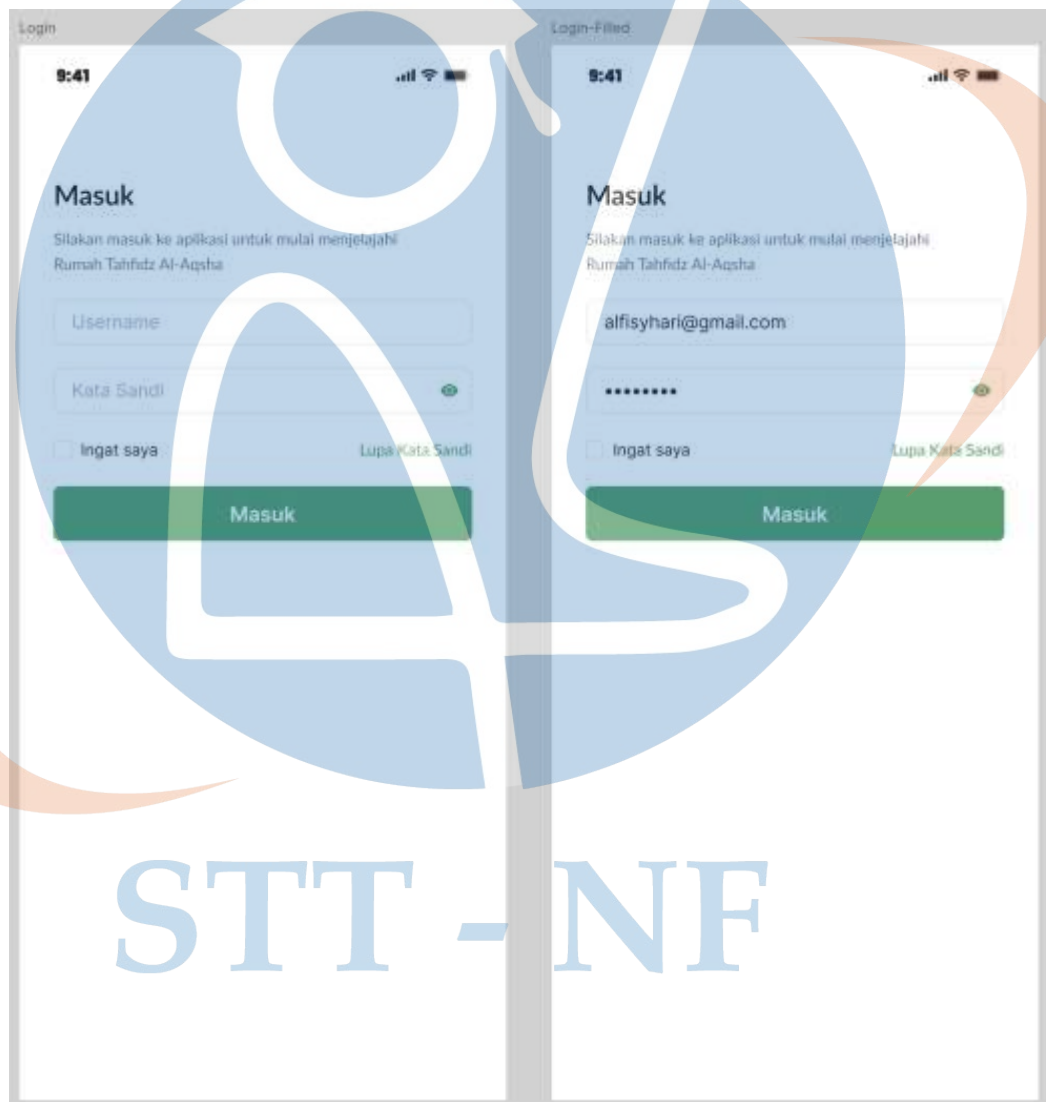 Login
9:41
Masuk
Silakan masuk ke aplikasi untuk mulai menjelajahi
Rumah Tahfidz Al-Aqsha
Username
Kata Sandi
Ingat saya
Lupa Kata Sandi
Masuk
Login-Filled
9:41
Masuk
Silakan masuk ke aplikasi untuk mulai menjelajahi
Rumah Tahfidz Al-Aqsha
alfisyhari@gmail.com
••••••••
Ingat saya
Lupa Kata Sandi
Masuk
STT - NF